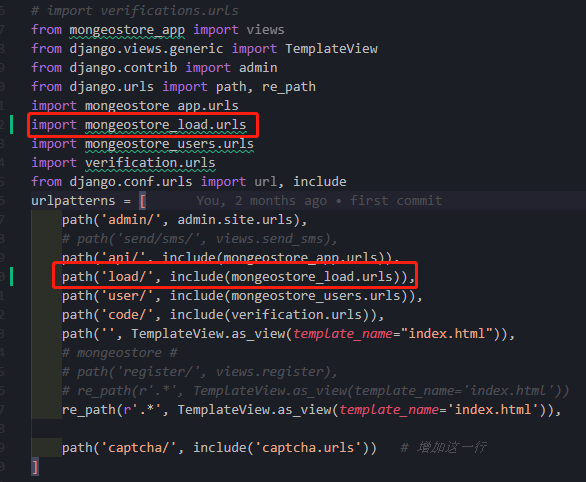 # import verifications.urls
from mongeostore_app import views
from django.views.generic import TemplateView
from django.contrib import admin
from django.urls import path, re_path
import mongeostore_app.urls
import mongeostore_load.urls
import mongeostore_users.urls
import verification.urls
from django.conf.urls import url, include
urlpatterns = [ You, 2 months ago • first commit
path('admin/', admin.site.urls),
# path('send/sms/', views.send_sms),
path('api/', include(mongeostore_app.urls)),
path('load/', include(mongeostore_load.urls)),
path('user/', include(mongeostore_users.urls)),
path('code/', include(verification.urls)),
path('', TemplateView.as_view(template_name="index.html")),
# mongeostore #
# path('register/', views.register),
# re_path(r'.*', TemplateView.as_view(template_name='index.html'))
re_path(r'.*', TemplateView.as_view(template_name='index.html')),
path('captcha/', include('captcha.urls')) # 增加这一行
]